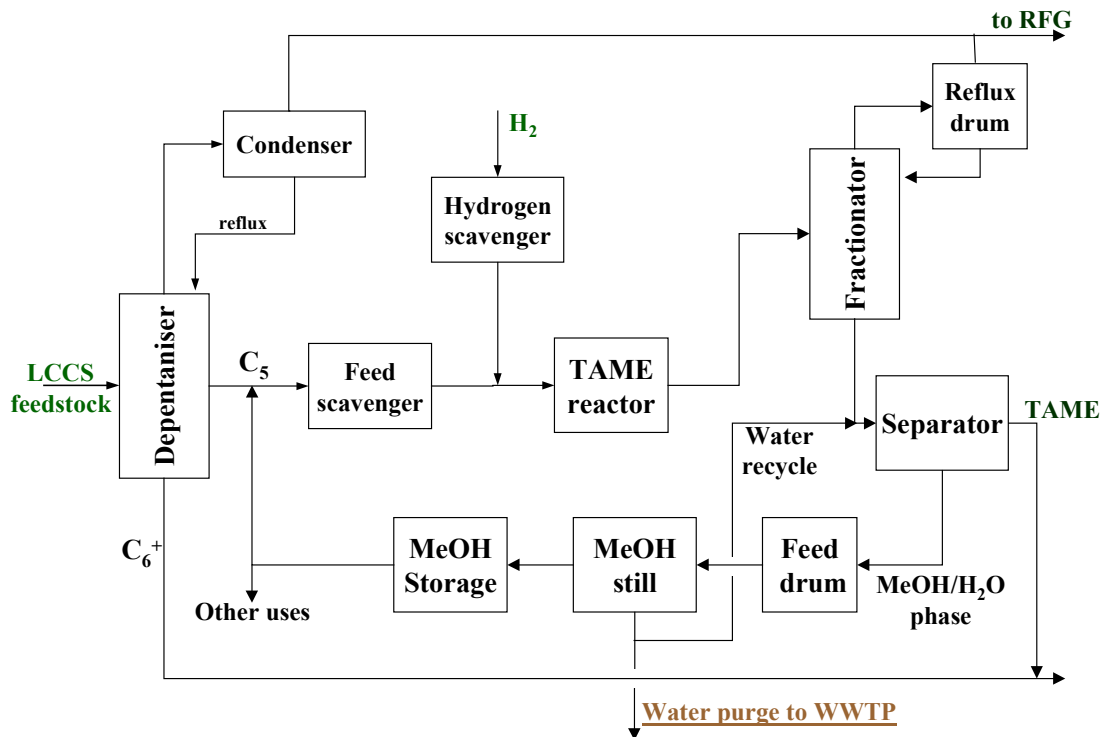 to RFG
Reflux
drum
Condenser
H₂
Hydrogen
scavenger
Fractionator
reflux
Depentaniser
LCCS
feedstock
C₅
Feed
scavenger
TAME
reactor
TAME
Separator
Water
recycle
C₆⁺
MeOH
Storage
MeOH
still
Feed
drum
MeOH/H₂O
phase
Other uses
Water purge to WWTP